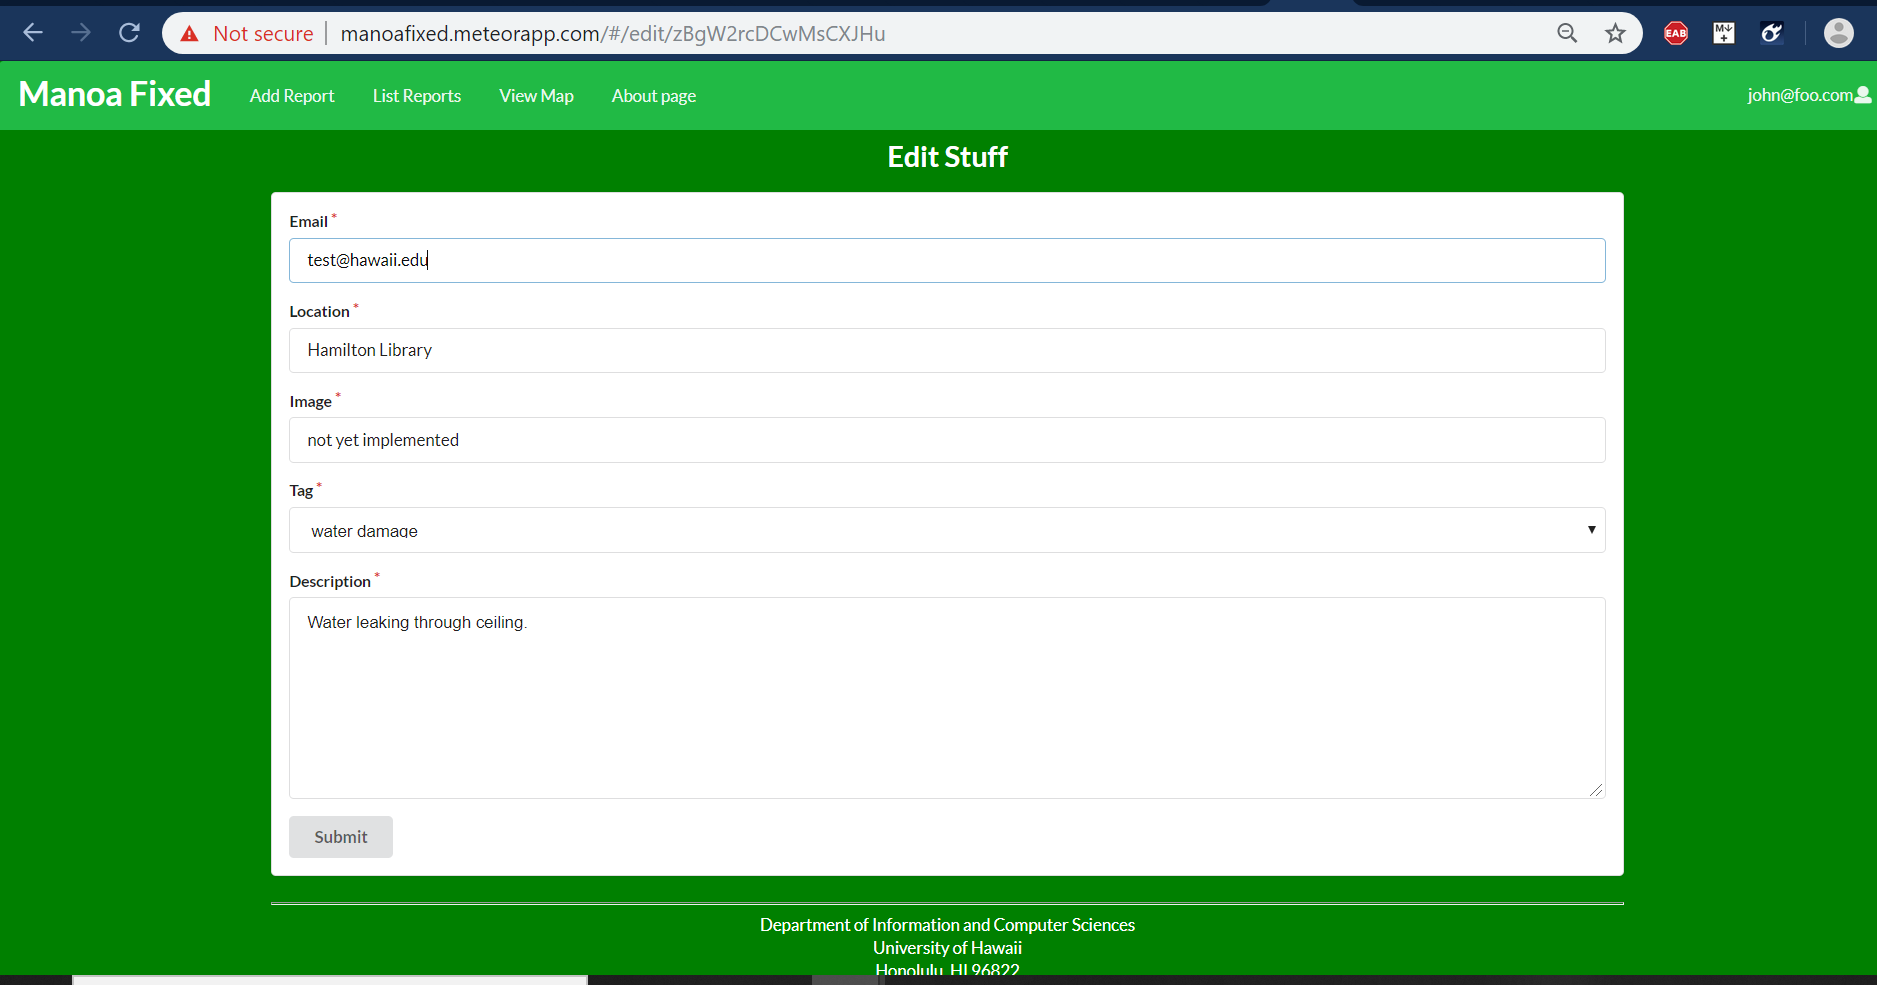 Not secure | manoafixed.meteorapp.com/#/edit/zBgW2rcDCwMsCXJHu
EAB
M
Manoa Fixed Add Report List Reports View Map About page john@foo.com
Edit Stuff
Email *
test@hawaii.edu
Location *
Hamilton Library
Image *
not yet implemented
Tag *
water damage
Description *
Water leaking through ceiling.
Submit
Department of Information and Computer Sciences
University of Hawaii
Honolulu, HI 96822